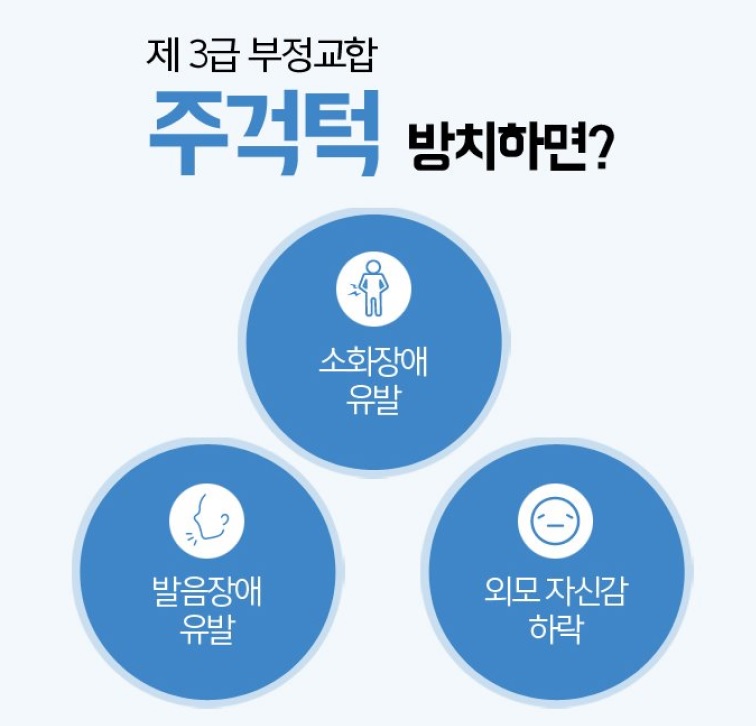 제 3급 부정교합
주걱턱 방치하면?
소화장애
유발
발음장애
유발
외모 자신감
하락